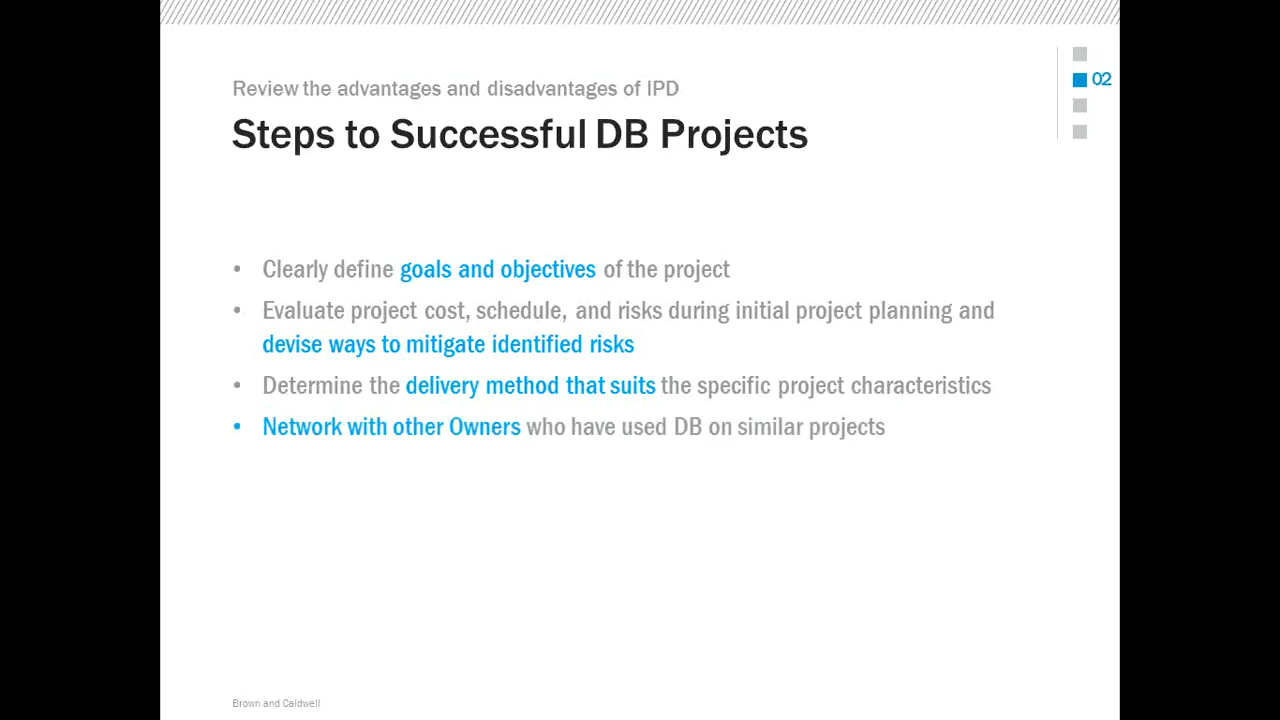 Review the advantages and disadvantages of IPD
02
Steps to Successful DB Projects
• Clearly define goals and objectives of the project
• Evaluate project cost, schedule, and risks during initial project planning and
devise ways to mitigate identified risks
• Determine the delivery method that suits the specific project characteristics
• Network with other Owners who have used DB on similar projects
Brown and Caldwell